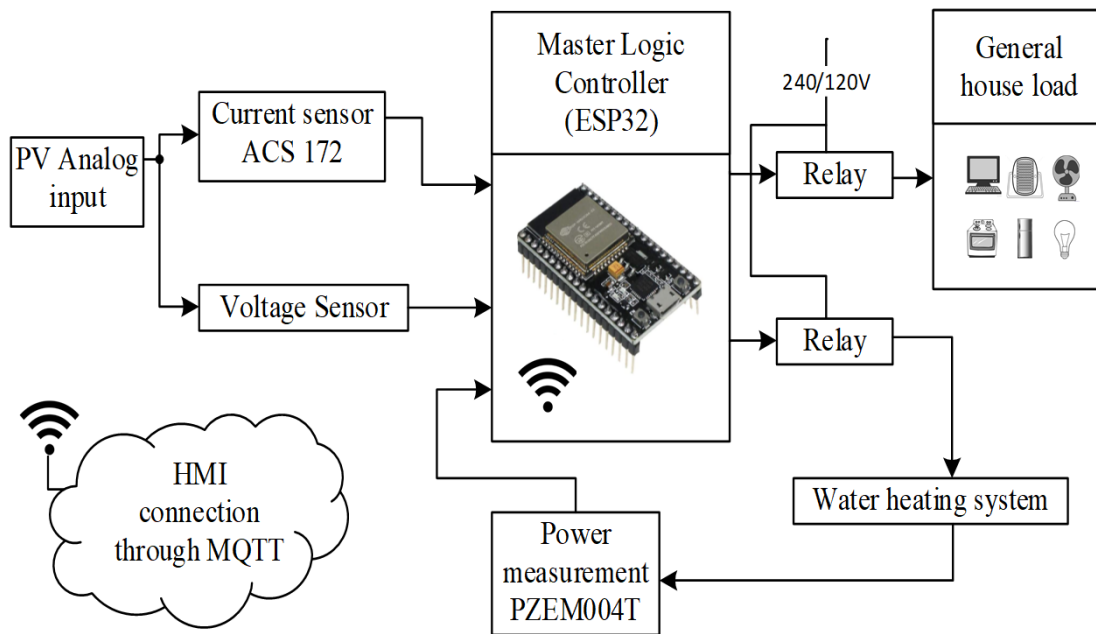 PV Analog
input
Current sensor
ACS 172
Voltage Sensor
Master Logic
Controller
(ESP32)
240/120V
Relay
Relay
General
house load
Water heating system
Power
measurement
PZEM004T
HMI
connection
through MQTT